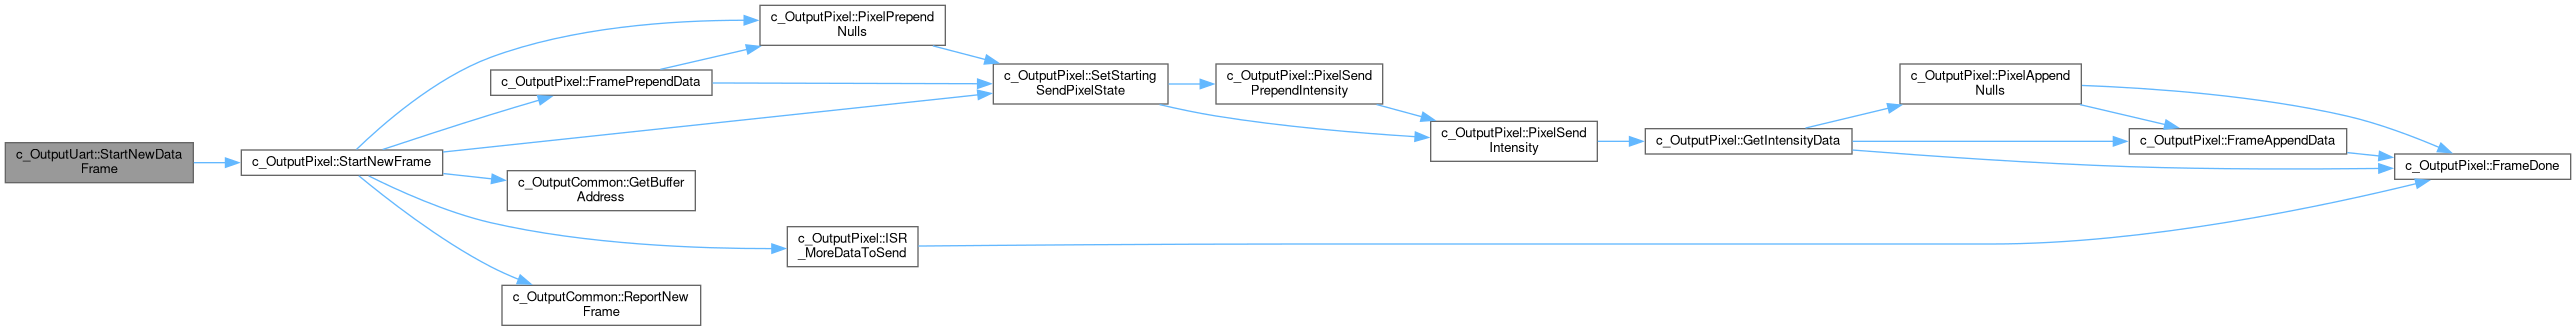 c_OutputUart::StartNewData
Frame
c_OutputPixel::StartNewFrame
c_OutputPixel::FramePrependData
c_OutputPixel::PixelPrepend
Nulls
c_OutputPixel::SetStarting
SendPixelState
c_OutputPixel::PixelSend
PrependIntensity
c_OutputPixel::PixelSend
Intensity
c_OutputPixel::GetIntensityData
c_OutputPixel::PixelAppend
Nulls
c_OutputPixel::FrameAppendData
c_OutputPixel::FrameDone
c_OutputCommon::GetBuffer
Address
c_OutputPixel::ISR
_MoreDataToSend
c_OutputCommon::ReportNew
Frame